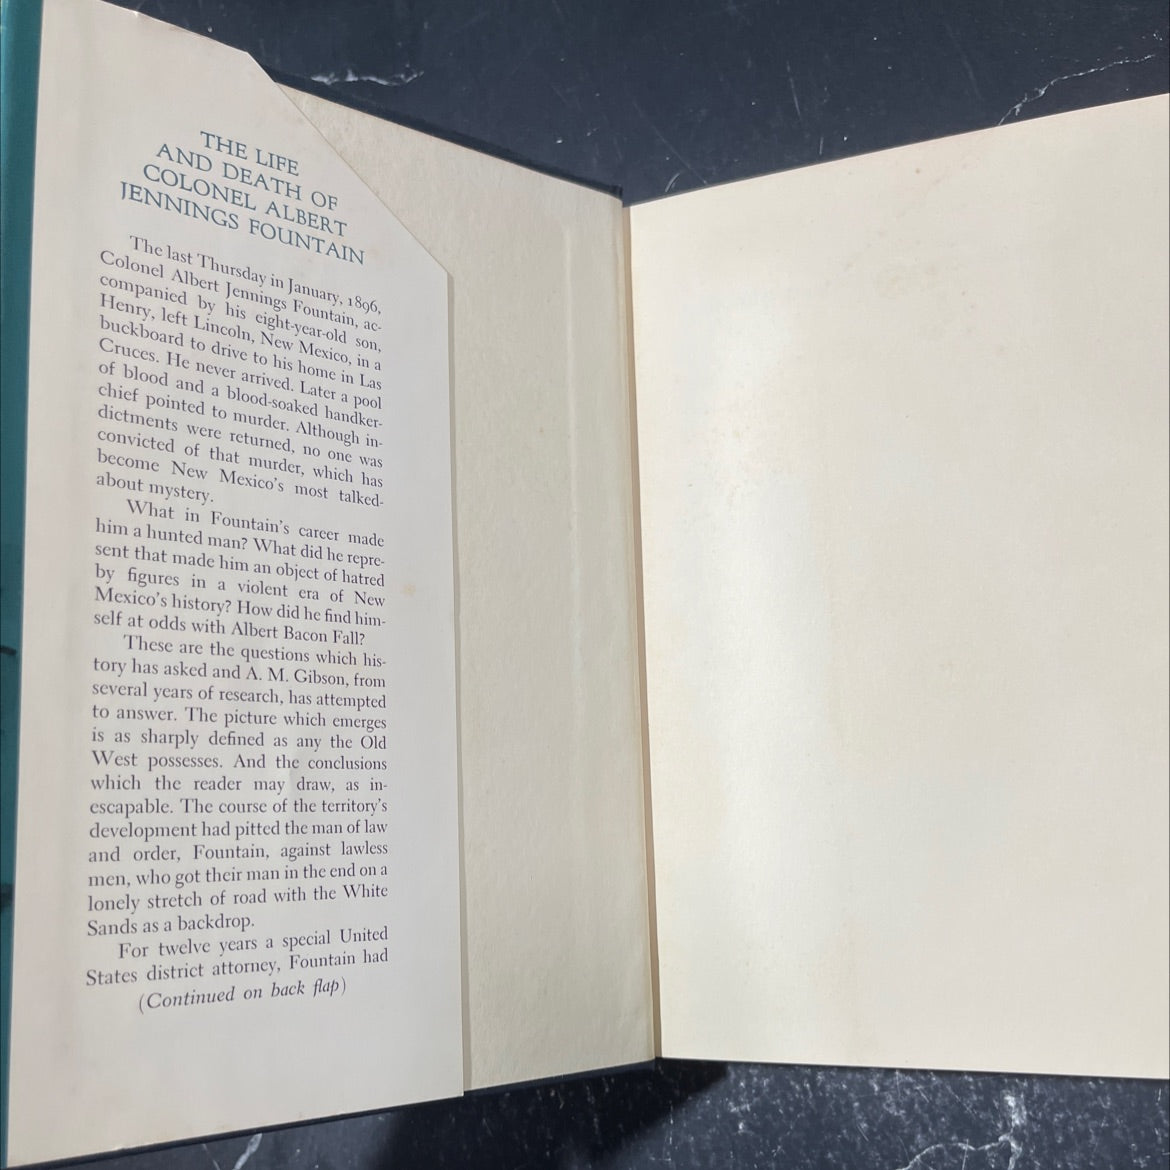 THE LIFE
AND DEATH OF
COLONEL ALBERT
JENNINGS FOUNTAIN
The last Thursday in January, 1896,
Colonel Albert Jennings Fountain, ac-
companied by his eight-year-old son,
Henry, left Lincoln, New Mexico, in a
buckboard to drive to his home in Las
Cruces. He never arrived. Later a pool
of blood and a blood-soaked handker-
chief pointed to murder. Although in-
dictments were returned, no one was
convicted of that murder, which has
become New Mexico's most talked-
about mystery.
What in Fountain's career made
him a hunted man? What did he repre-
sent that made him an object of hatred
by figures in a violent era of New
Mexico's history? How did he find him-
self at odds with Albert Bacon Fall?
These are the questions which his-
tory has asked and A. M. Gibson, from
several years of research, has attempted
to answer. The picture which emerges
is as sharply defined as any the Old
West possesses. And the conclusions
which the reader may draw, as in-
escapable. The course of the territory's
development had pitted the man of law
and order, Fountain, against lawless
men, who got their man in the end on a
lonely stretch of road with the White
Sands as a backdrop.
For twelve years a special United
States district attorney, Fountain had
(Continued on back flap)